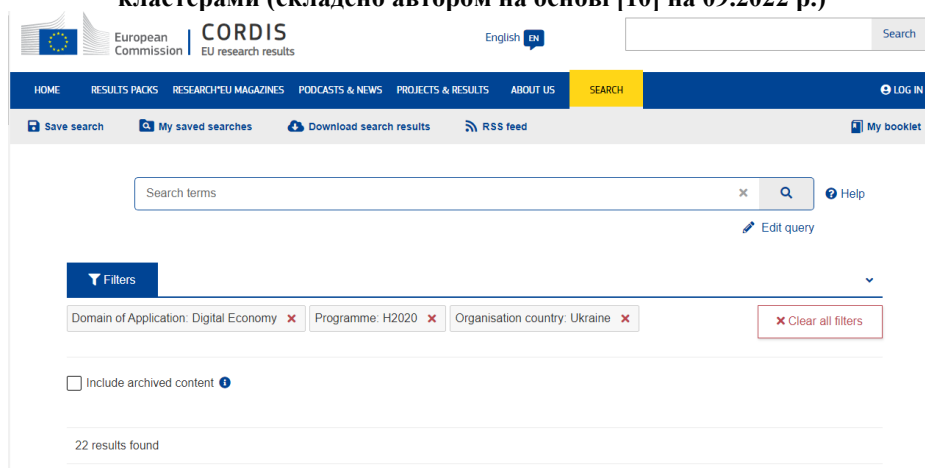 кластерами (складено автором на основі [10] на 09.2022 р.)
European Commission
CORDIS
EU research results
English EN
Search
HOME RESULTS PACKS RESEARCH*EU MAGAZINES PODCASTS & NEWS PROJECTS & RESULTS ABOUT US SEARCH LOG IN
Save search My saved searches Download search results RSS feed My booklet
Search terms
Help
Edit query
Filters
Domain of Application: Digital Economy Programme: H2020 Organisation country: Ukraine Clear all filters
Include archived content
22 results found